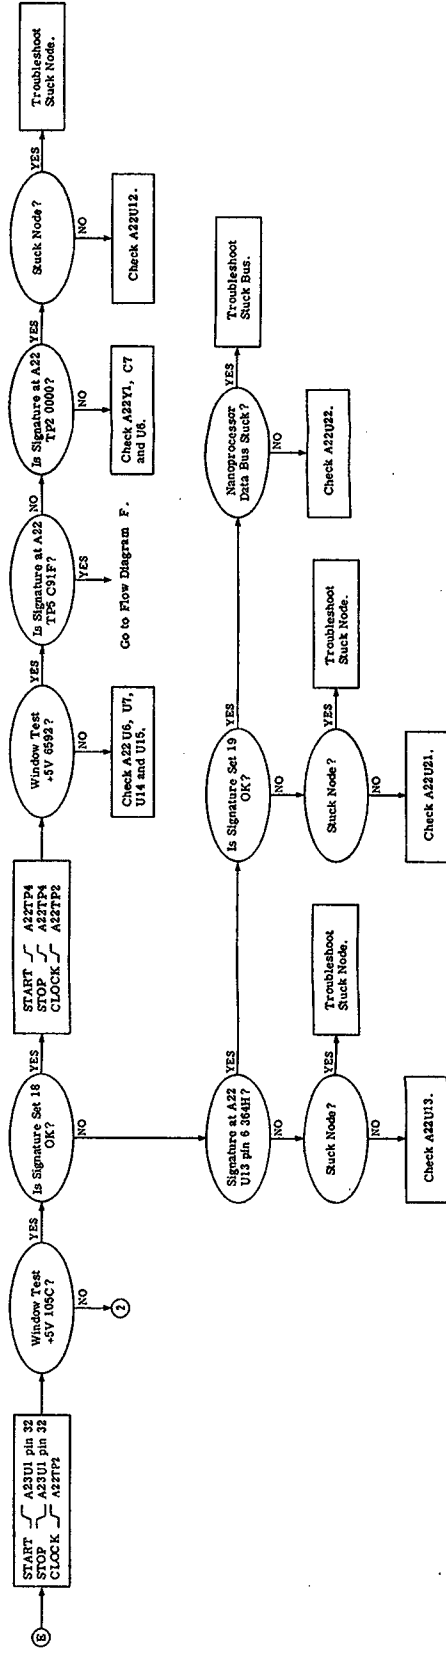 E
START A23U1 pin 32
STOP A23U1 pin 32
CLOCK A22TP2
Window Test
+5V 105C?
NO
2
YES
Is Signature Set 18
OK?
YES
NO
START A22TP4
STOP A22TP4
CLOCK A22TP2
Window Test
+5V 6592?
NO
Check A22U6, U7,
U14 and U15.
YES
Is Signature at A22
TP5 C91F?
YES
Go to Flow Diagram F.
NO
Is Signature at A22
TP2 0000?
NO
Check A22Y1, C7
and U6.
YES
Stuck Node?
NO
Check A22U12.
YES
Troubleshoot
Stuck Node.
Signature at A22
U13 pin 6 364H?
NO
Stuck Node?
YES
Troubleshoot
Stuck Node.
NO
Check A22U13.
YES
Is Signature Set 19
OK?
NO
Stuck Node?
YES
Troubleshoot
Stuck Node.
NO
Check A22U21.
YES
Nanoprocessor
Data Bus Stuck?
NO
Check A22U22.
YES
Troubleshoot
Stuck Bus.